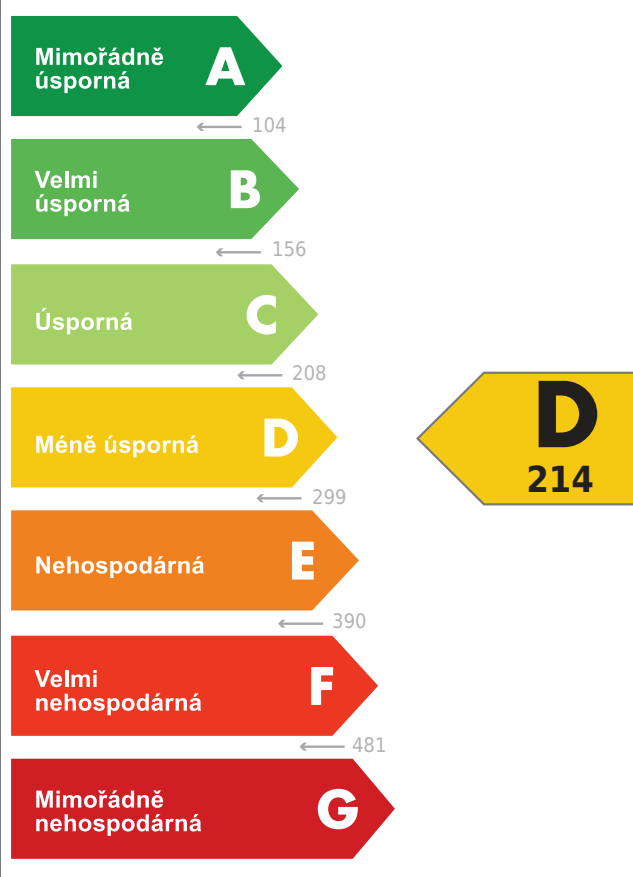 Mimořádně
úsporná
A
104
Velmi
úsporná
B
156
Úsporná
C
208
Méně úsporná
D
D
214
299
Nehospodárná
E
390
Velmi
nehospodárná
F
481
Mimořádně
nehospodárná
G